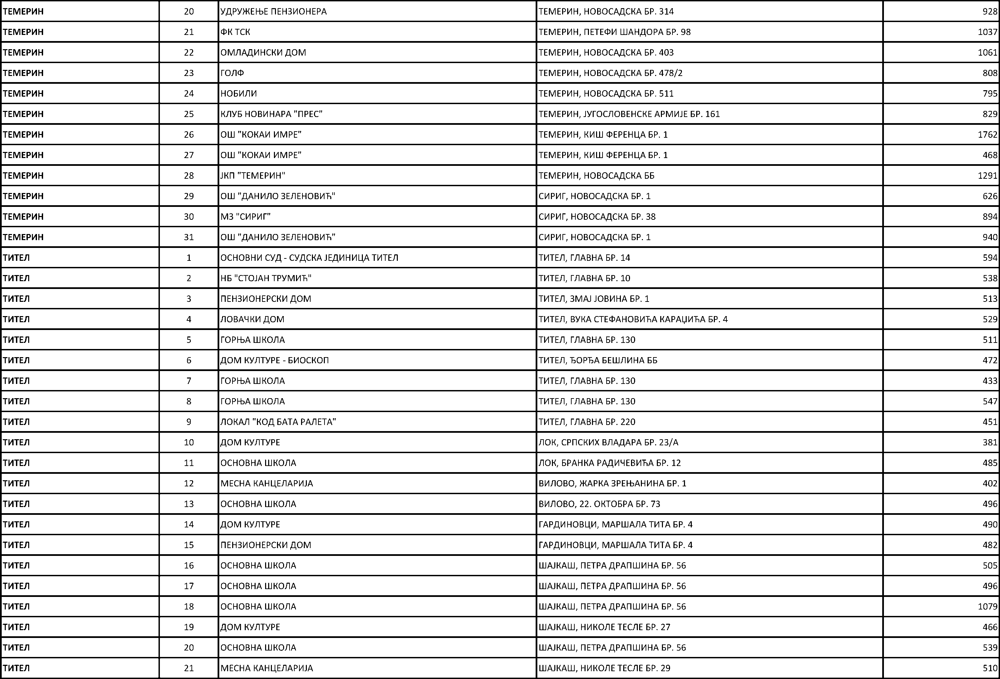 ТЕМЕРИН 20 УДРУЖЕЊЕ ПЕНЗИОНЕРА ТЕМЕРИН, НОВОСАДСКА БР. 314 928
ТЕМЕРИН 21 ФК ТСК ТЕМЕРИН, ПЕТЕФИ ШАНДОРА БР. 98 1037
ТЕМЕРИН 22 ОМЛАДИНСКИ ДОМ ТЕМЕРИН, НОВОСАДСКА БР. 403 1061
ТЕМЕРИН 23 ГОЛФ ТЕМЕРИН, НОВОСАДСКА БР. 478/2 808
ТЕМЕРИН 24 НОБИЛИ ТЕМЕРИН, НОВОСАДСКА БР. 511 795
ТЕМЕРИН 25 КЛУБ НОВИНАРА "ПРЕС" ТЕМЕРИН, ЈУГОСЛОВЕНСКЕ АРМИЈЕ БР. 161 829
ТЕМЕРИН 26 ОШ "КОКАИ ИМРЕ" ТЕМЕРИН, КИШ ФЕРЕНЦА БР. 1 1762
ТЕМЕРИН 27 ОШ "КОКАИ ИМРЕ" ТЕМЕРИН, КИШ ФЕРЕНЦА БР. 1 468
ТЕМЕРИН 28 ЈКП "ТЕМЕРИН" ТЕМЕРИН, НОВОСАДСКА ББ 1291
ТЕМЕРИН 29 ОШ "ДАНИЛО ЗЕЛЕНОВИЋ" СИРИГ, НОВОСАДСКА БР. 1 626
ТЕМЕРИН 30 МЗ "СИРИГ" СИРИГ, НОВОСАДСКА БР. 38 894
ТЕМЕРИН 31 ОШ "ДАНИЛО ЗЕЛЕНОВИЋ" СИРИГ, НОВОСАДСКА БР. 1 940
ТИТЕЛ 1 ОСНОВНИ СУД - СУДСКА ЈЕДИНИЦА ТИТЕЛ ТИТЕЛ, ГЛАВНА БР. 14 594
ТИТЕЛ 2 НБ "СТОЈАН ТРУМИЋ" ТИТЕЛ, ГЛАВНА БР. 10 538
ТИТЕЛ 3 ПЕНЗИОНЕРСКИ ДОМ ТИТЕЛ, ЗМАЈ ЈОВИНА БР. 1 513
ТИТЕЛ 4 ЛОВАЧКИ ДОМ ТИТЕЛ, ВУКА СТЕФАНОВИЋА КАРАЏИЋА БР. 4 529
ТИТЕЛ 5 ГОРЊА ШКОЛА ТИТЕЛ, ГЛАВНА БР. 130 511
ТИТЕЛ 6 ДОМ КУЛТУРЕ - БИОСКОП ТИТЕЛ, ЂОРЂА БЕШЛИНА ББ 472
ТИТЕЛ 7 ГОРЊА ШКОЛА ТИТЕЛ, ГЛАВНА БР. 130 433
ТИТЕЛ 8 ГОРЊА ШКОЛА ТИТЕЛ, ГЛАВНА БР. 130 547
ТИТЕЛ 9 ЛОКАЛ "КОД БАТА РАЛЕТА" ТИТЕЛ, ГЛАВНА БР. 220 451
ТИТЕЛ 10 ДОМ КУЛТУРЕ ЛОК, СРПСКИХ ВЛАДАРА БР. 23/А 381
ТИТЕЛ 11 ОСНОВНА ШКОЛА ЛОК, БРАНКА РАДИЧЕВИЋА БР. 12 485
ТИТЕЛ 12 МЕСНА КАНЦЕЛАРИЈА ВИЛОВО, ЖАРКА ЗРЕЊАНИНА БР. 1 402
ТИТЕЛ 13 ОСНОВНА ШКОЛА ВИЛОВО, 22. ОКТОБРА БР. 73 496
ТИТЕЛ 14 ДОМ КУЛТУРЕ ГАРДИНОВЦИ, МАРШАЛА ТИТА БР. 4 490
ТИТЕЛ 15 ПЕНЗИОНЕРСКИ ДОМ ГАРДИНОВЦИ, МАРШАЛА ТИТА БР. 4 482
ТИТЕЛ 16 ОСНОВНА ШКОЛА ШАЈКАШ, ПЕТРА ДРАПШИНА БР. 56 505
ТИТЕЛ 17 ОСНОВНА ШКОЛА ШАЈКАШ, ПЕТРА ДРАПШИНА БР. 56 496
ТИТЕЛ 18 ОСНОВНА ШКОЛА ШАЈКАШ, ПЕТРА ДРАПШИНА БР. 56 1079
ТИТЕЛ 19 ДОМ КУЛТУРЕ ШАЈКАШ, НИКОЛЕ ТЕСЛЕ БР. 27 466
ТИТЕЛ 20 ОСНОВНА ШКОЛА ШАЈКАШ, ПЕТРА ДРАПШИНА БР. 56 539
ТИТЕЛ 21 МЕСНА КАНЦЕЛАРИЈА ШАЈКАШ, НИКОЛЕ ТЕСЛЕ БР. 29 510